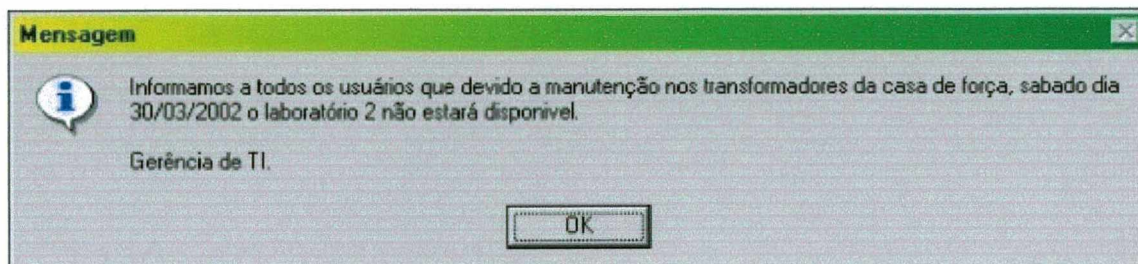 Mensagem
Informamos a todos os usuários que devido a manutenção nos transformadores da casa de força, sabado dia
30/03/2002 o laboratório 2 não estará disponivel.
Gerência de TI.
OK